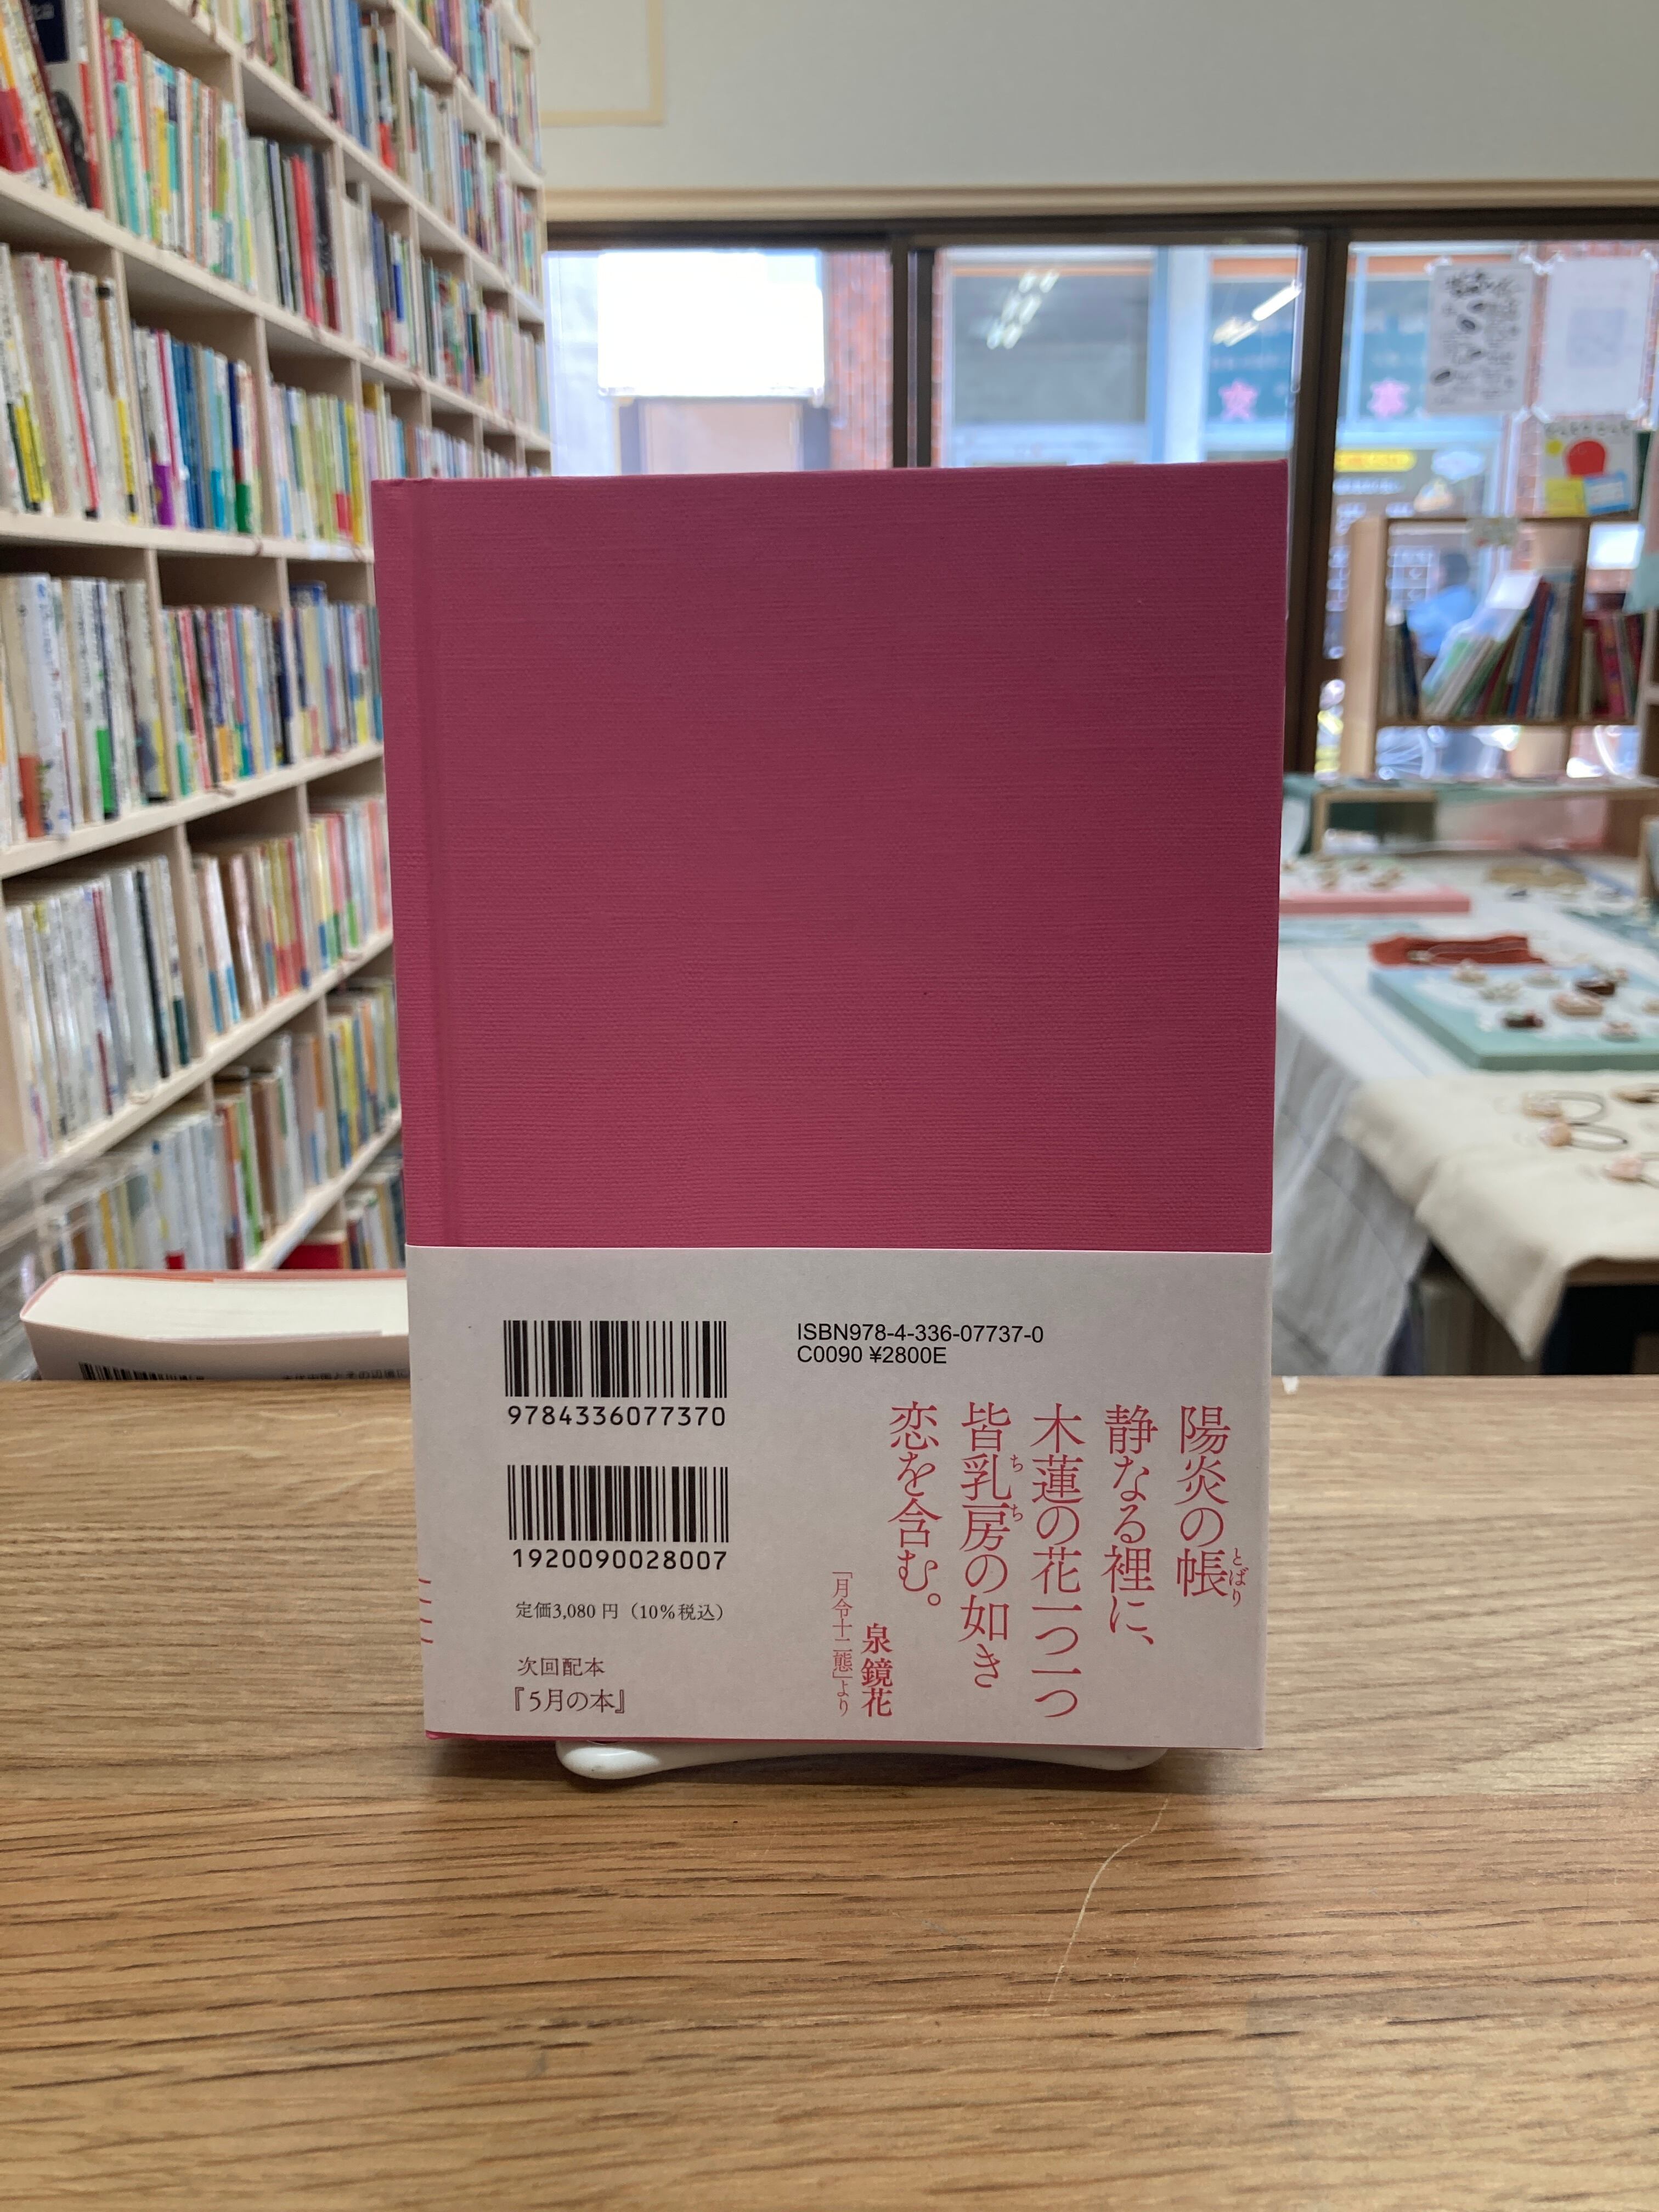 ISBN978-4-336-07737-0
C0090 ¥2800E
9784336077370
1920090028007
定価3,080円（10%税込）
次回配本
『5月の本』
陽炎の帳
とばり
静なる裡に、
木蓮の花一つ一つ
皆乳房の如き
ちち
恋を含む。
泉 鏡花
「月令十二態」より